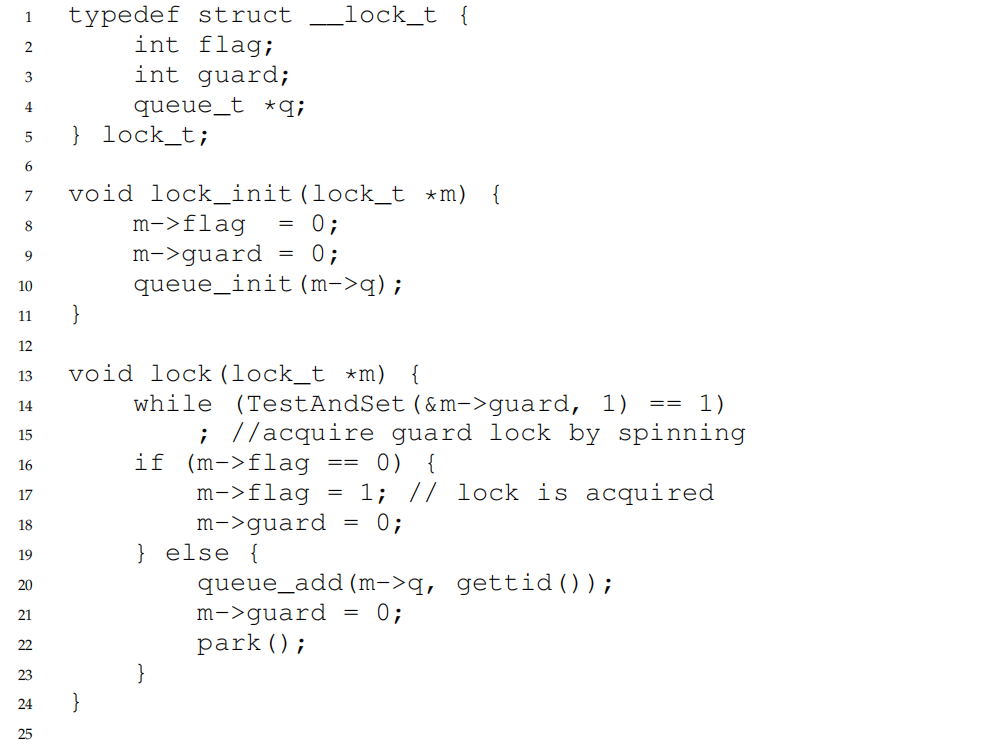 1 typedef struct __lock_t {
2 int flag;
3 int guard;
4 queue_t *q;
5 } lock_t;
6
7 void lock_init(lock_t *m) {
8 m->flag = 0;
9 m->guard = 0;
10 queue_init(m->q);
11 }
12
13 void lock(lock_t *m) {
14 while (TestAndSet(&m->guard, 1) == 1)
15 ; //acquire guard lock by spinning
16 if (m->flag == 0) {
17 m->flag = 1; // lock is acquired
18 m->guard = 0;
19 } else {
20 queue_add(m->q, gettid());
21 m->guard = 0;
22 park();
23 }
24 }
25